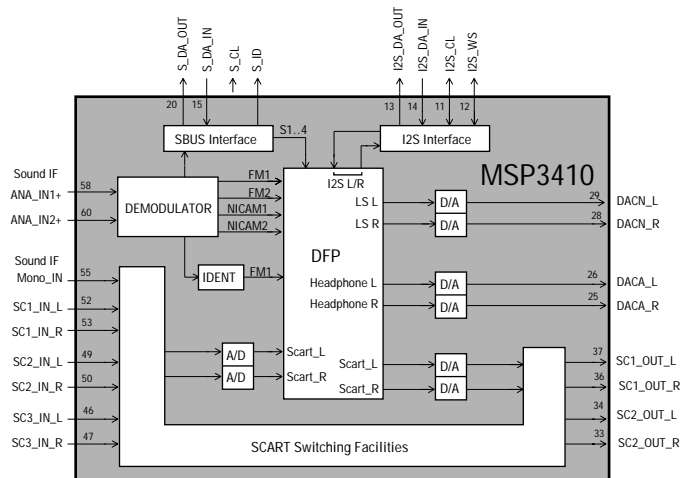 S_DA_OUT
S_DA_IN
S_CL
S_ID
I2S_DA_OUT
I2S_DA_IN
I2S_CL
I2S_WS
20
15
13
14
11
12
SBUS Interface
S1..4
I2S Interface
MSP3410
Sound IF
ANA_IN1+
58
ANA_IN2+
60
DEMODULATOR
FM1
FM2
NICAM1
NICAM2
IDENT
FM1
I2S L/R
LS L
LS R
DFP
Headphone L
Headphone R
D/A
D/A
D/A
D/A
29
DACN_L
28
DACN_R
26
DACA_L
25
DACA_R
Sound IF
Mono_IN
55
SC1_IN_L
52
SC1_IN_R
53
SC2_IN_L
49
SC2_IN_R
50
SC3_IN_L
46
SC3_IN_R
47
A/D
A/D
Scart_L
Scart_R
Scart_L
Scart_R
D/A
D/A
37
SC1_OUT_L
36
SC1_OUT_R
34
SC2_OUT_L
33
SC2_OUT_R
SCART Switching Facilities